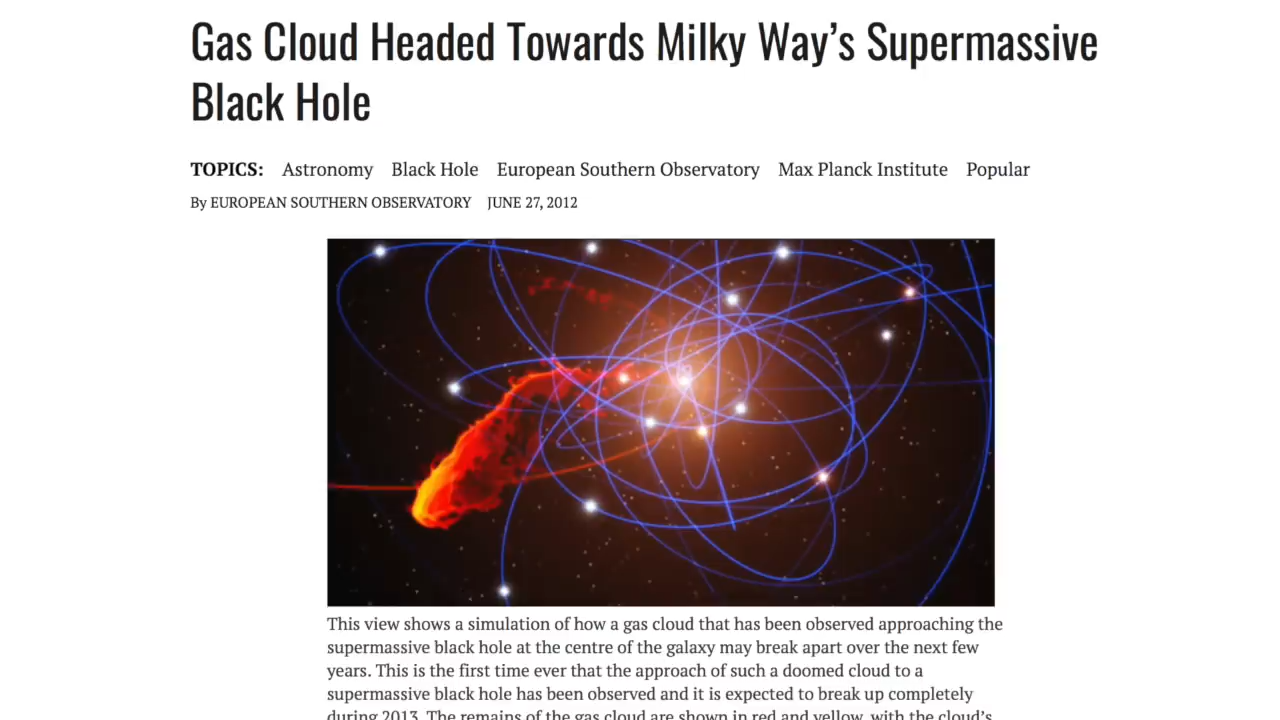 Gas Cloud Headed Towards Milky Way’s Supermassive
Black Hole
TOPICS: Astronomy Black Hole European Southern Observatory Max Planck Institute Popular
By EUROPEAN SOUTHERN OBSERVATORY JUNE 27, 2012
This view shows a simulation of how a gas cloud that has been observed approaching the
supermassive black hole at the centre of the galaxy may break apart over the next few
years. This is the first time ever that the approach of such a doomed cloud to a
supermassive black hole has been observed and it is expected to break up completely
during 2013. The remains of the gas cloud are shown in red and yellow, with the cloud’s